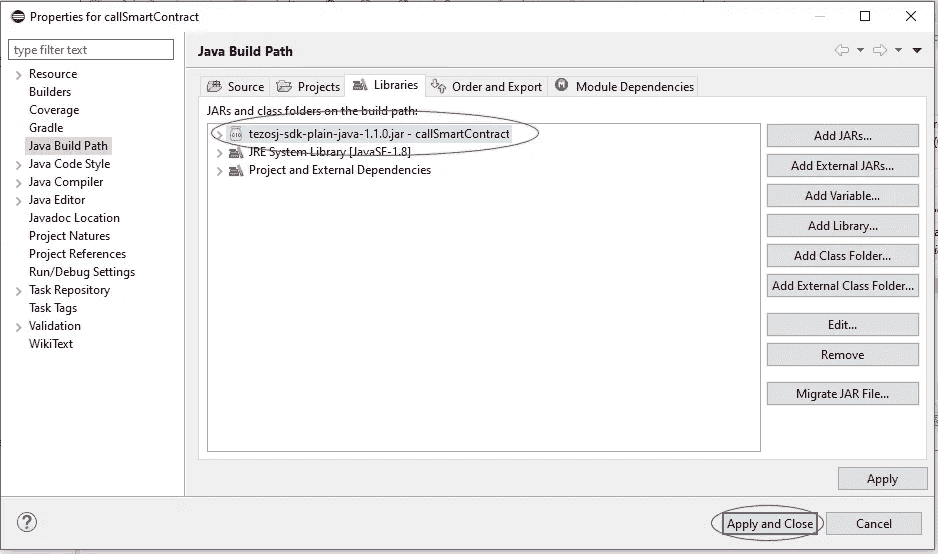 Properties for callSmartContract
type filter text
Resource
Builders
Coverage
Gradle
Java Build Path
Java Code Style
Java Compiler
Java Editor
Javadoc Location
Project Natures
Project References
Run/Debug Settings
Task Repository
Task Tags
Validation
WikiText
Java Build Path
Source Projects Libraries Order and Export Module Dependencies
JARs and class folders on the build path:
tezosj-sdk-plain-java-1.1.0.jar - callSmartContract
JRE System Library [JavaSE-1.8]
Project and External Dependencies
Add JARs...
Add External JARs...
Add Variable...
Add Library...
Add Class Folder...
Add External Class Folder...
Edit...
Remove
Migrate JAR File...
Apply
Apply and Close
Cancel